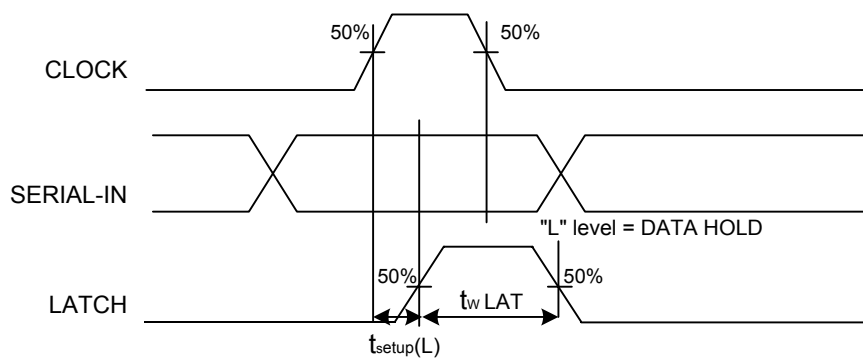 50% 50%
CLOCK
SERIAL-IN
"L" level = DATA HOLD
50% tw LAT 50%
LATCH
tsetup(L)